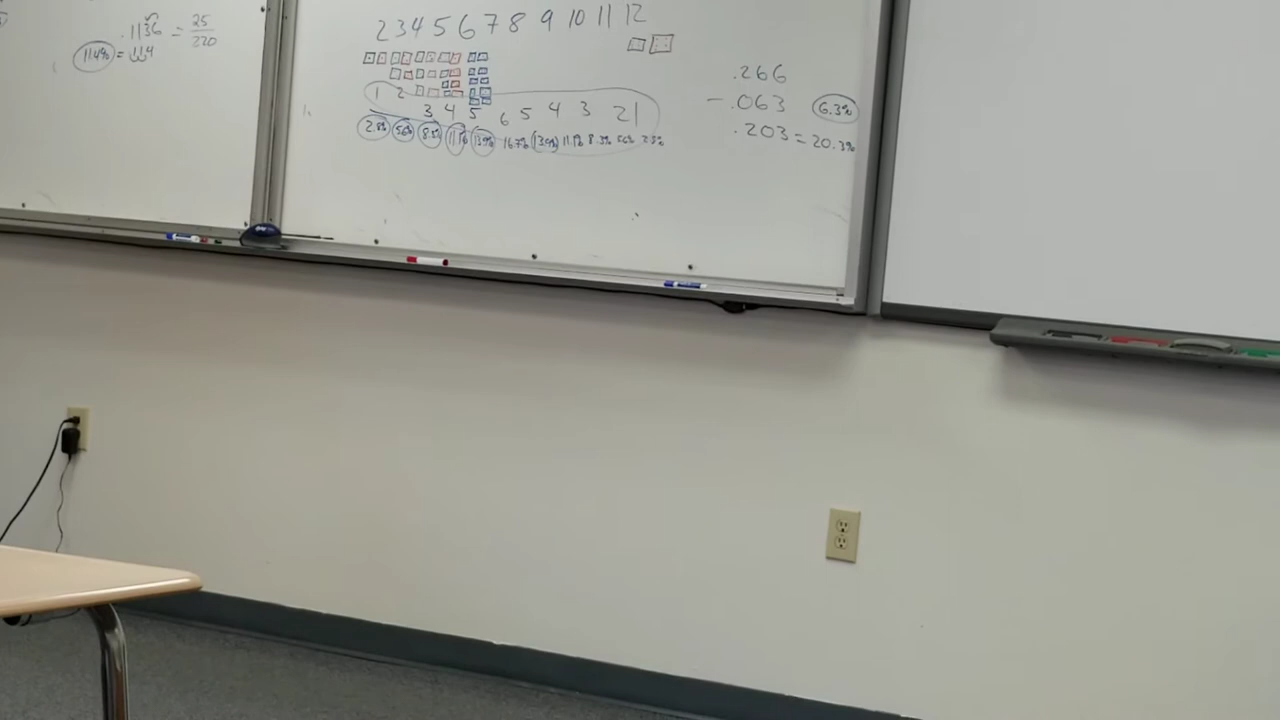 .1136 = 25/220
11.4% = .114
2 3 4 5 6 7 8 9 10 11 12
1 2 3 4 5 6 5 4 3 2 1
2.8% 5.6% 8.3% 11.1% 13.9% 16.7% 13.9% 11.1% 8.3% 5.6% 2.8%
.266
- .063 6.3%
.203 = 20.3%